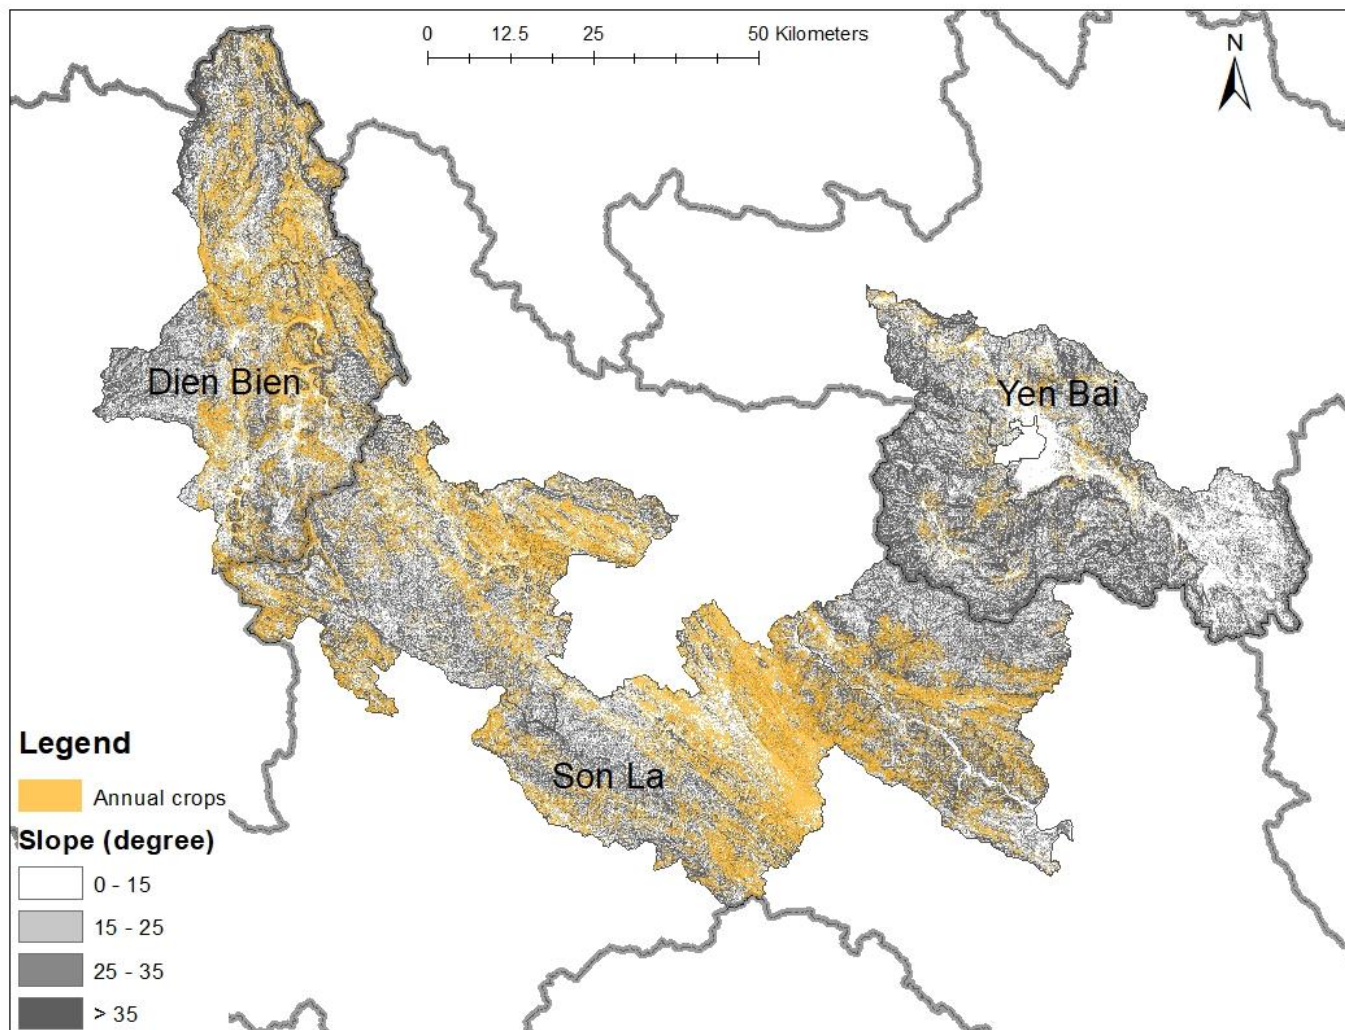 0 12.5 25 50 Kilometers
N
Dien Bien
Yen Bai
Son La
Legend
Annual crops
Slope (degree)
0 - 15
15 - 25
25 - 35
> 35